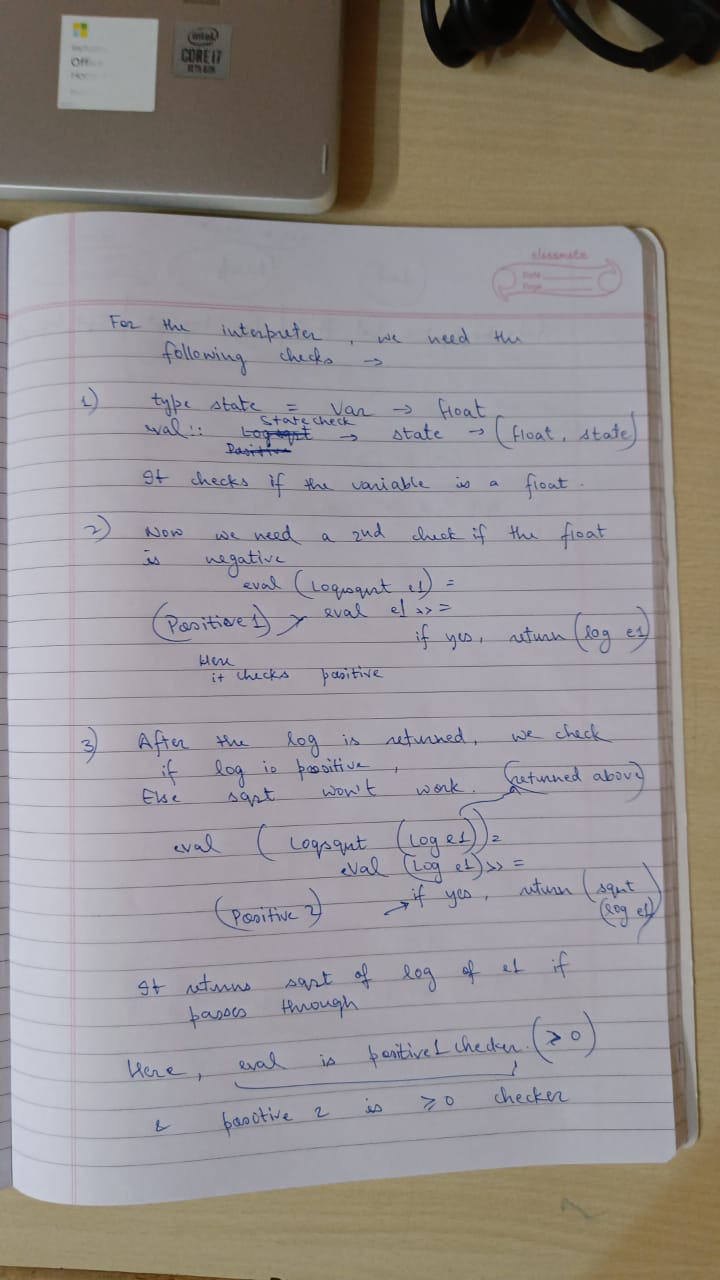 intel
CORE i7
Office
classmate
Date
Page
For the interpreter, we need the
following checks →
1) type state = Var → float
Statecheck
eval :: Logsqrt → state → (float, state)
Positive
It checks if the variable is a float.
2) Now we need a 2nd check if the float
is negative
eval (Logsqrt e1) =
(Positive 1) → eval e1 >> =
if yes, return (log e1)
Here
it checks positive
3) After the log is returned, we check
if log is positive,
Else sqrt won't work. (returned above)
eval (Logsqrt (Log e1)) =
eval (Log e1) >> =
(Positive 2) → if yes, return (sqrt
(log e1)
It returns sqrt of log of e1 if
passes through
Here, eval is positive1 checker. (≥ 0)
& positive 2 is ≥ 0 checker